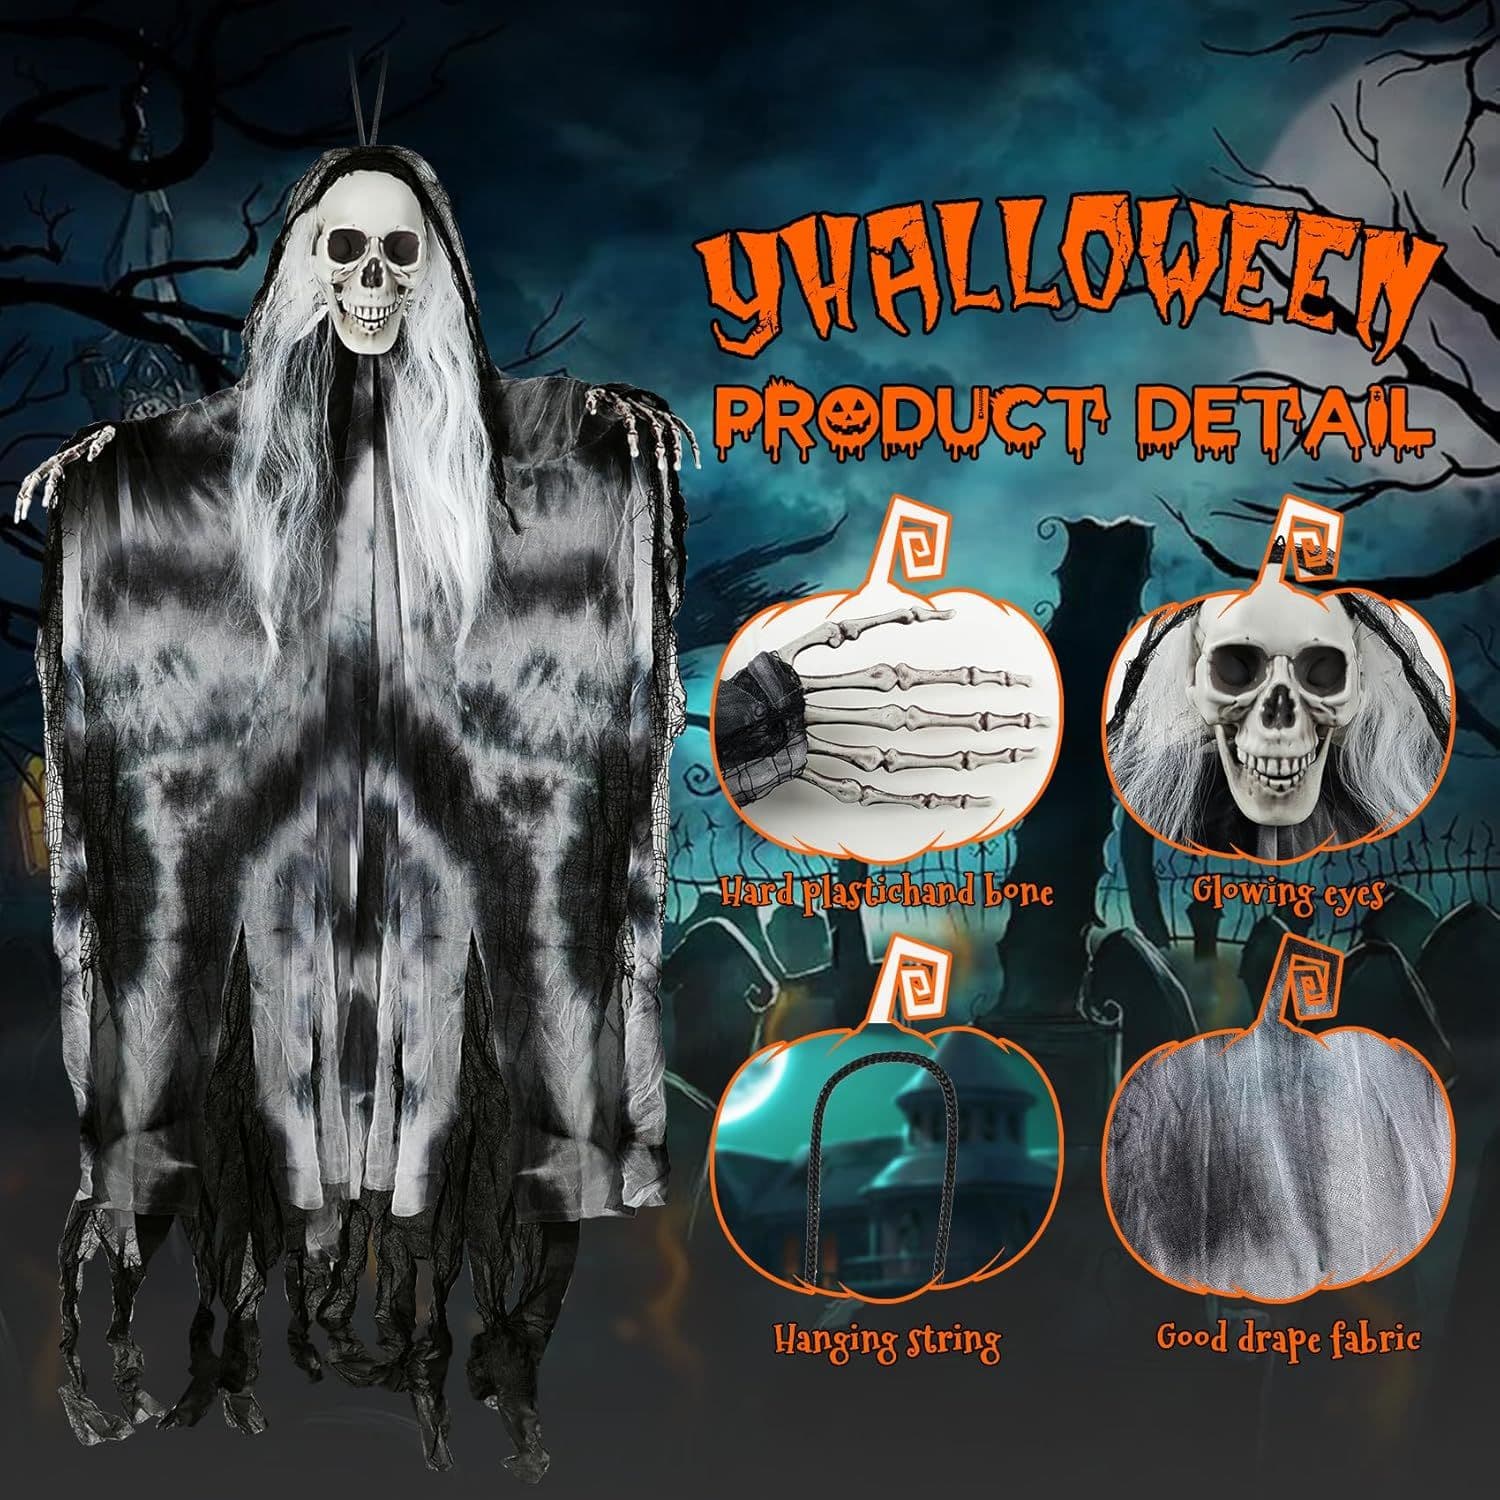 YHALLOWEEN
PRODUCT DETAIL
Hard plastichand bone
Glowing eyes
Hanging string
Good drape fabric